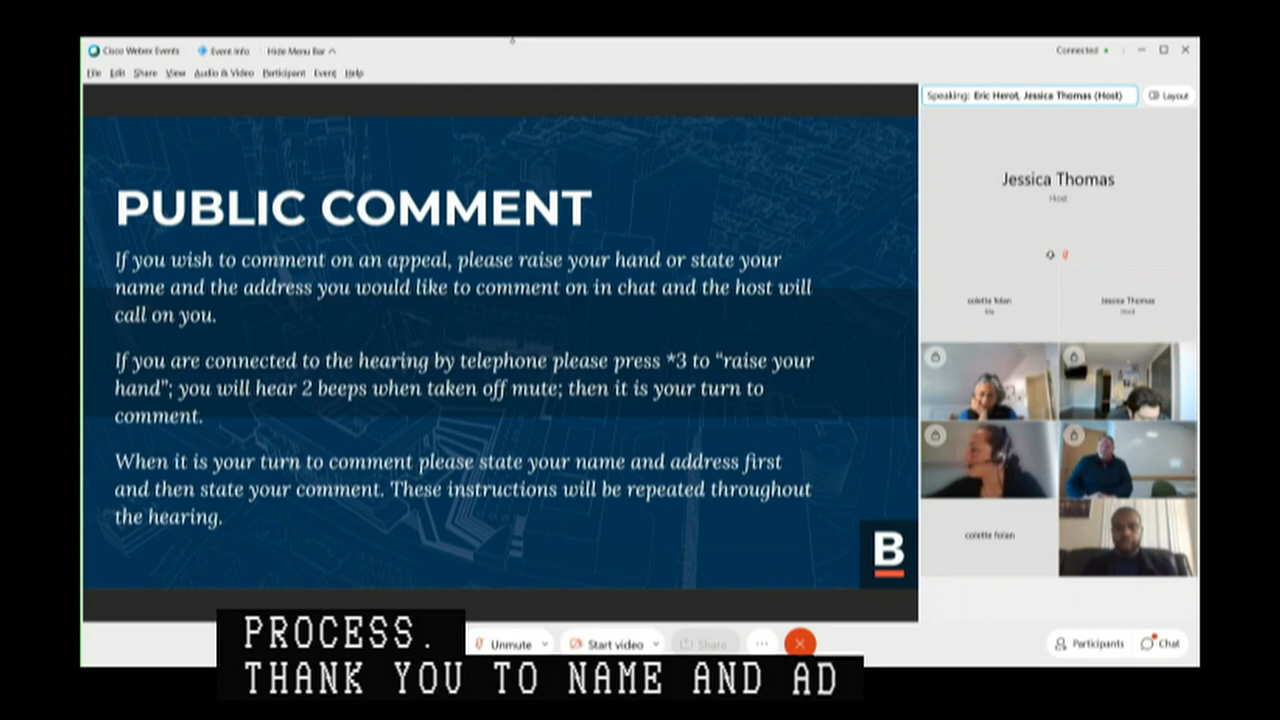 Cisco Webex Events Event Info Hide Menu Bar Connected
File Edit Share View Audio & Video Participant Event Help
Speaking: Eric Herot, Jessica Thomas (Host) Layout
Jessica Thomas
Host
colette folan
Me
Jessica Thomas
Host
colette folan
PUBLIC COMMENT
If you wish to comment on an appeal, please raise your hand or state your
name and the address you would like to comment on in chat and the host will
call on you.
If you are connected to the hearing by telephone please press *3 to “raise your
hand”; you will hear 2 beeps when taken off mute; then it is your turn to
comment.
When it is your turn to comment please state your name and address first
and then state your comment. These instructions will be repeated throughout
the hearing.
B
Unmute Start video Share Participants Chat
PROCESS.
THANK YOU TO NAME AND AD